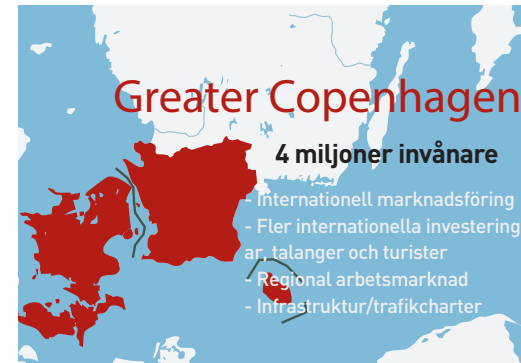 Greater Copenhagen
4 miljoner invånare
- Internationell marknadsföring
- Fler internationella investering
ar, talanger och turister
- Regional arbetsmarknad
- Infrastruktur/trafikcharter